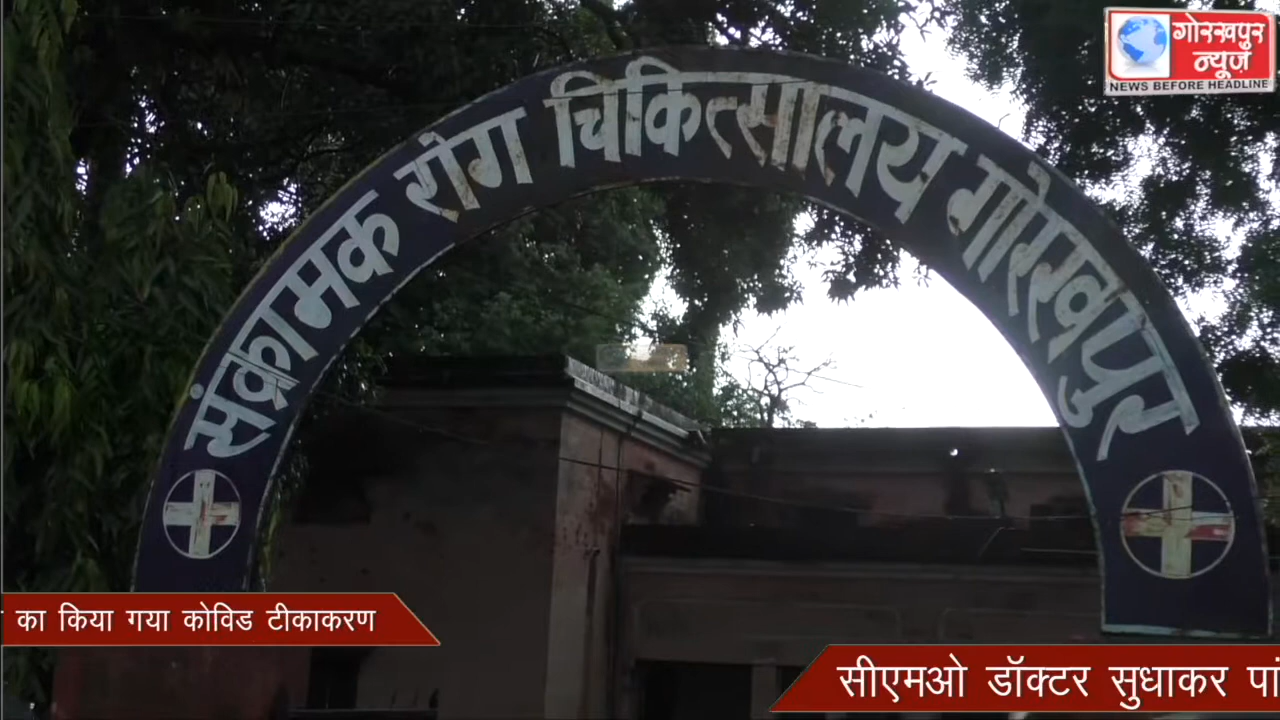 गोरखपुर
न्यूज़
NEWS BEFORE HEADLINE
संक्रामक रोग चिकित्सालय गोरखपुर
का किया गया कोविड टीकाकरण
सीएमओ डॉक्टर सुधाकर पां